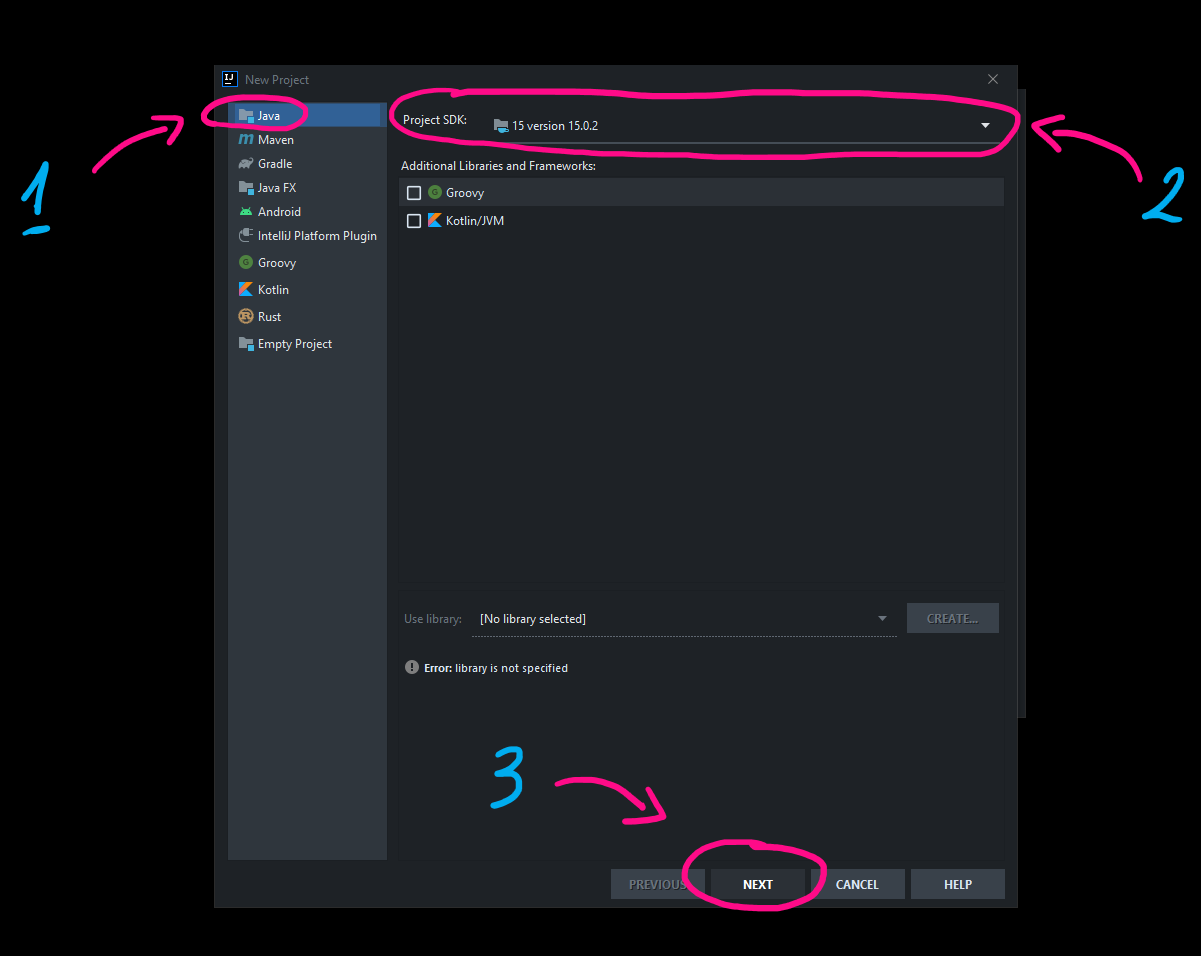 New Project
Java
Maven
Gradle
Java FX
Android
IntelliJ Platform Plugin
Groovy
Kotlin
Rust
Empty Project
Project SDK: 15 version 15.0.2
Additional Libraries and Frameworks:
Groovy
Kotlin/JVM
Use library: [No library selected] CREATE...
Error: library is not specified
PREVIOUS NEXT CANCEL HELP
1
2
3